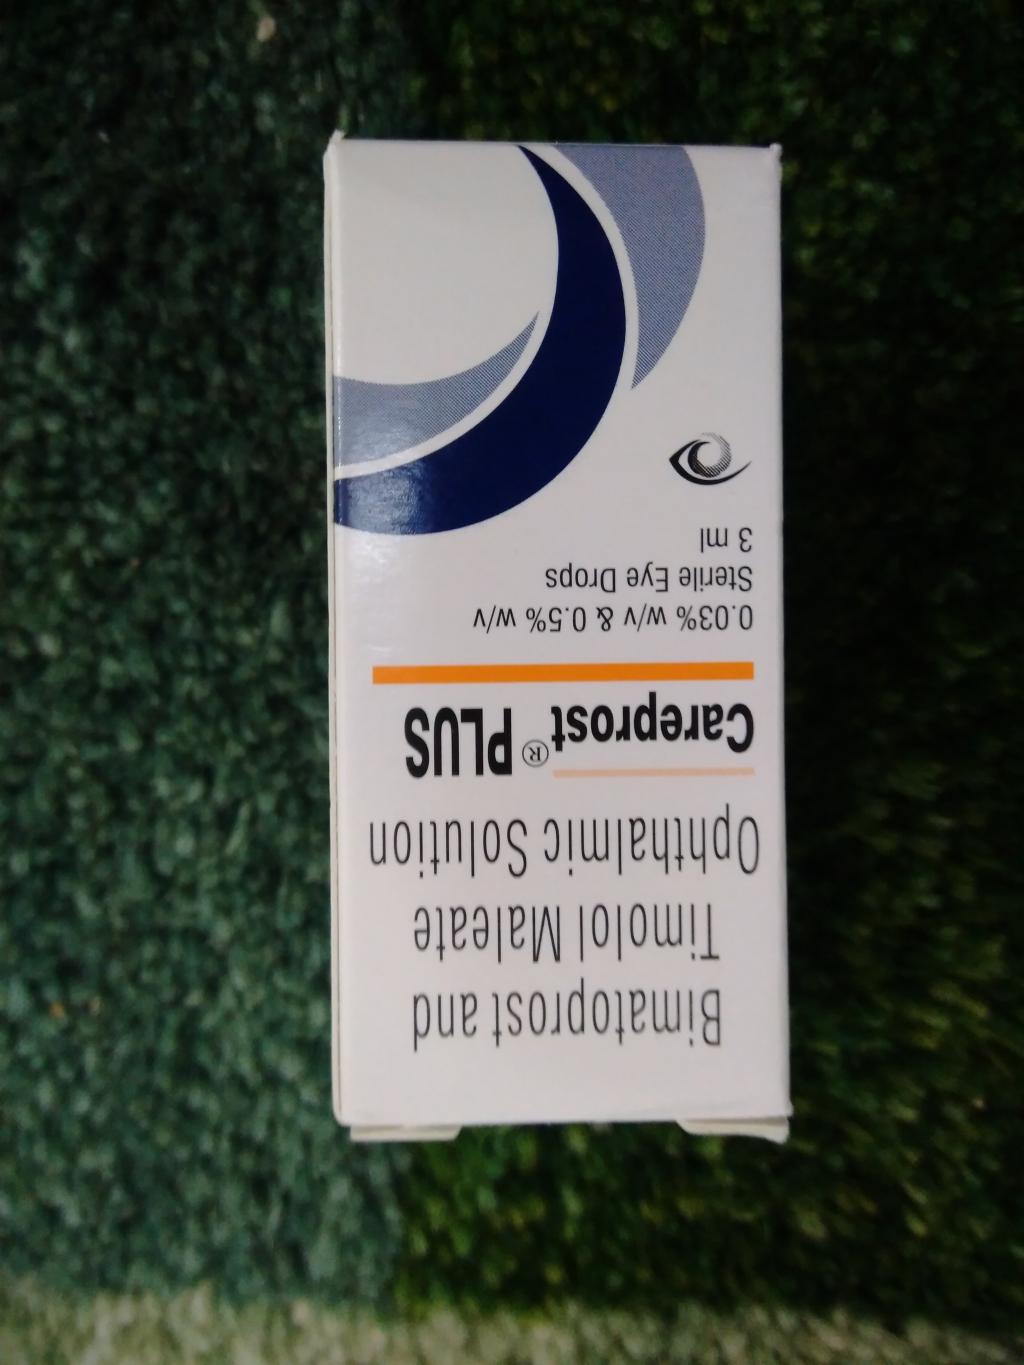 Bimatoprost and
Timolol Maleate
Ophthalmic Solution
Careprost® PLUS
0.03% w/v & 0.5% w/v
Sterile Eye Drops
3 ml